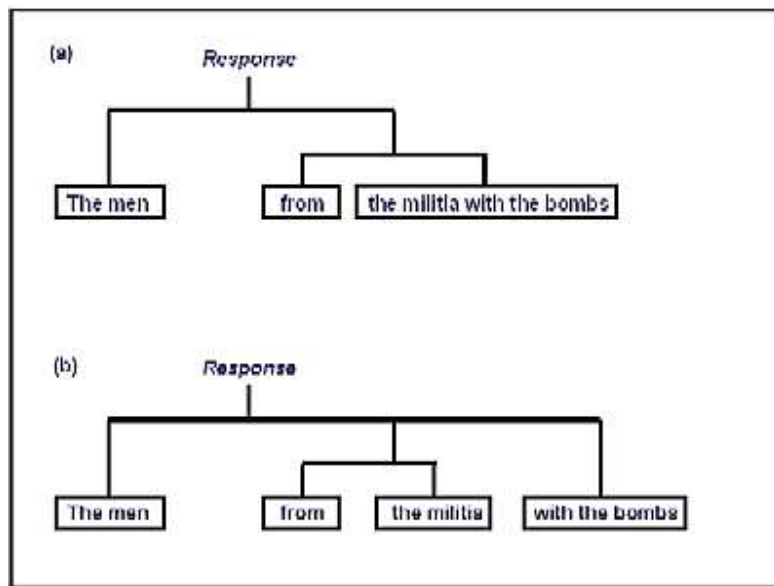 (a)
Response
The men from the militia with the bombs
(b)
Response
The men from the militia with the bombs